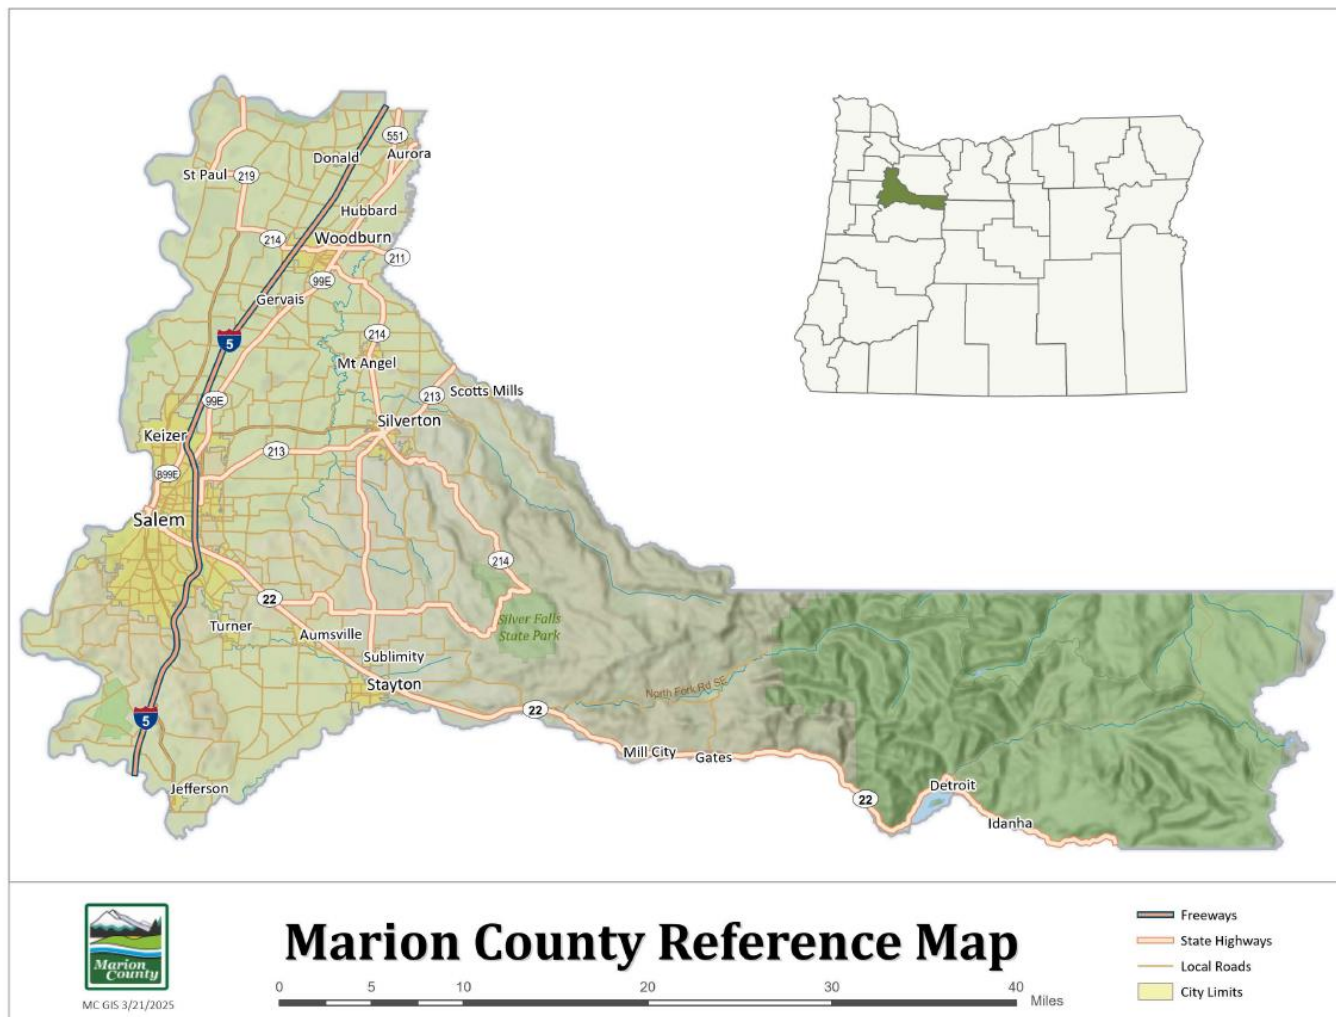 551
Donald
Aurora
St Paul
219
Hubbard
214
Woodburn
211
99E
Gervais
5
214
Mt Angel
Scotts Mills
213
99E
Silverton
Keizer
213
B99E
Salem
214
22
Silver Falls
State Park
Turner
Aumsville
Sublimity
Stayton
North Fork Rd SE
22
5
Mill City
Gates
Jefferson
22
Detroit
Idanha
Marion
County
MC GIS 3/21/2025
Marion County Reference Map
0 5 10 20 30 40 Miles
Freeways
State Highways
Local Roads
City Limits